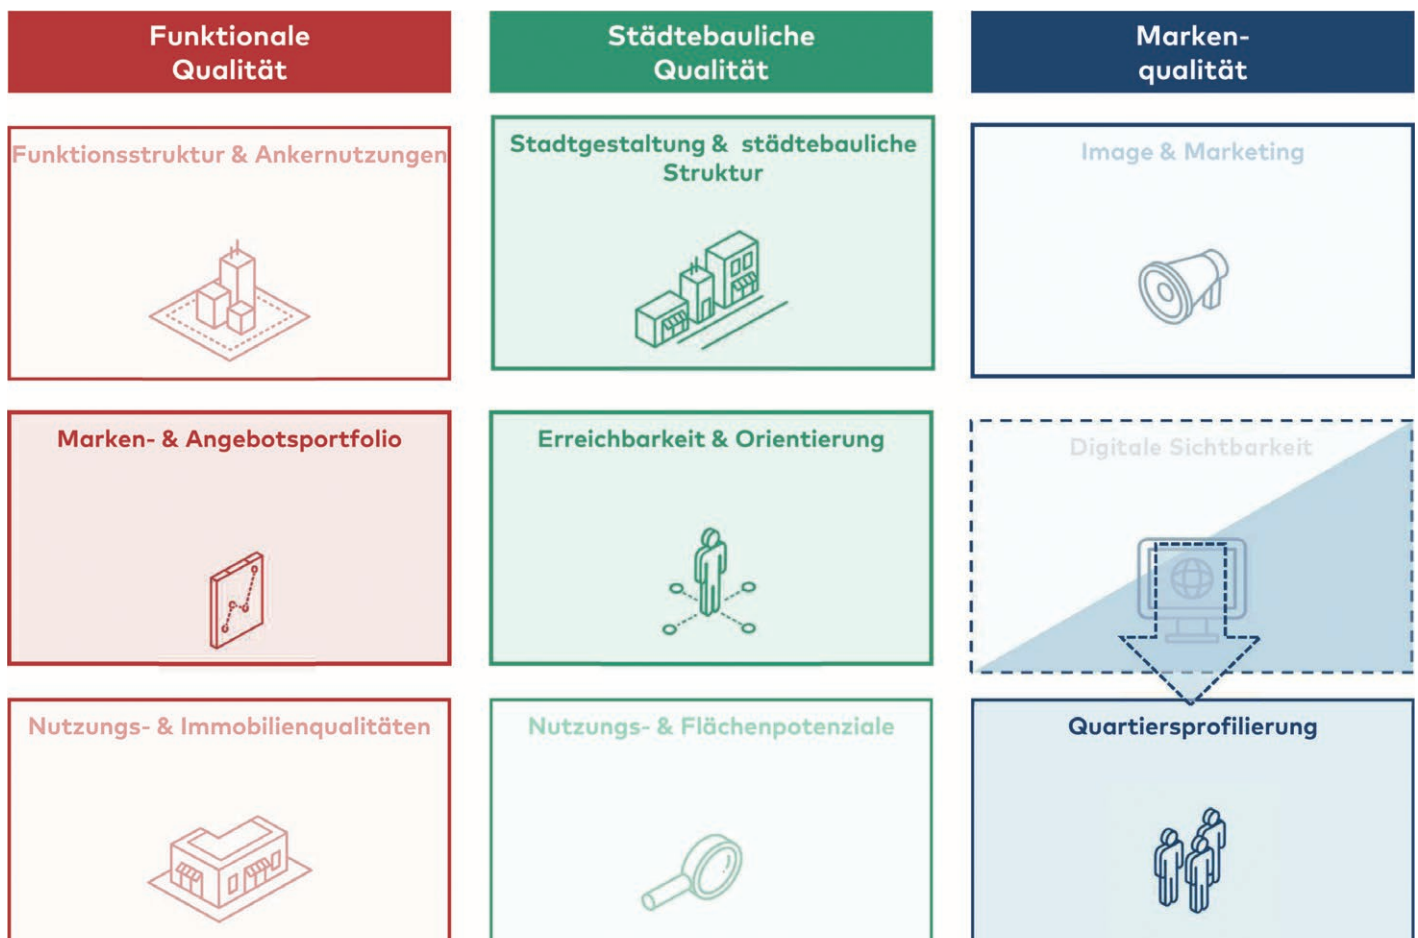 Funktionale
Qualität
Städtebauliche
Qualität
Marken-
qualität
Funktionsstruktur & Ankernutzungen
Stadtgestaltung & städtebauliche
Struktur
Image & Marketing
Marken- & Angebotsportfolio
Erreichbarkeit & Orientierung
Digitale Sichtbarkeit
Nutzungs- & Immobilienqualitäten
Nutzungs- & Flächenpotenziale
Quartiersprofilierung